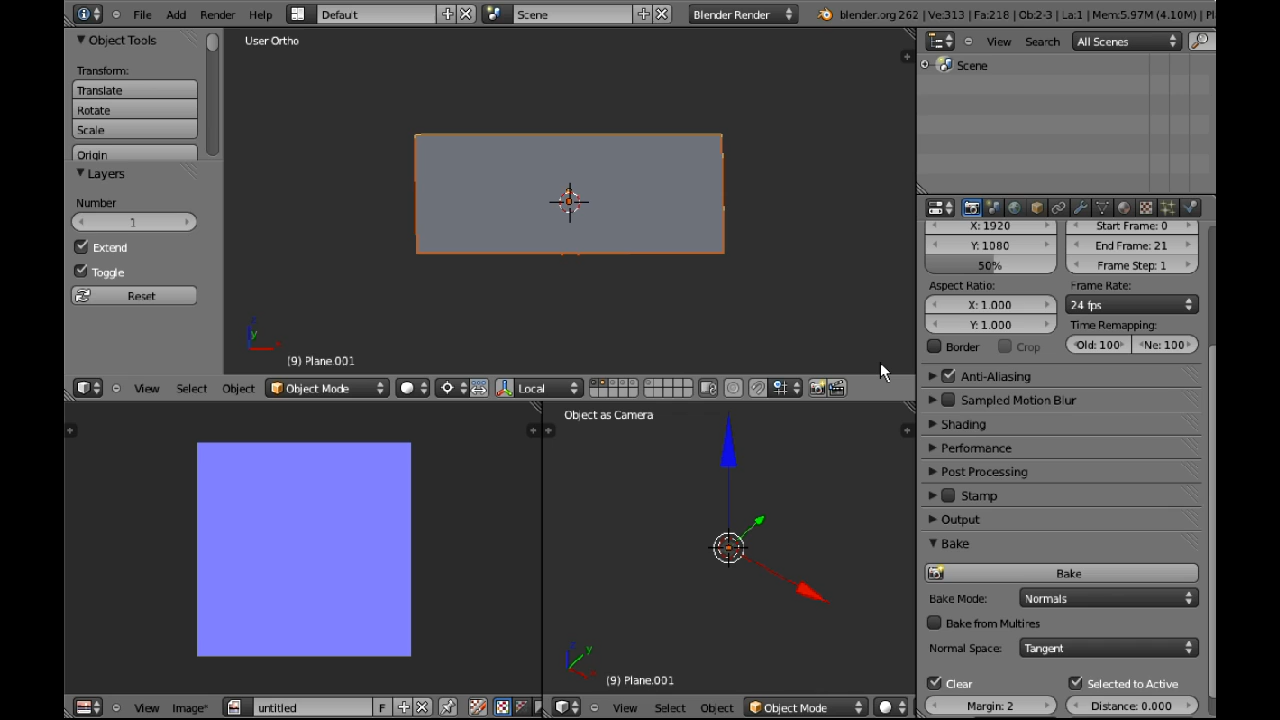 File Add Render Help Default Scene Blender Render blender.org 262 | Ve:313 | Fa:218 | Ob:2-3 | La:1 | Mem:5.97M (4.10M) | Pl
Object Tools
Transform:
Translate
Rotate
Scale
Origin
Layers
Number
1
Extend
Toggle
Reset
User Ortho
(9) Plane.001
View Select Object Object Mode Local
View Image* untitled F
Object as Camera
(9) Plane.001
View Select Object Object Mode
View Search All Scenes
Scene
X: 1920 Start Frame: 0
Y: 1080 End Frame: 21
50% Frame Step: 1
Aspect Ratio: Frame Rate:
X: 1.000 24 fps
Y: 1.000 Time Remapping:
Border Crop Old: 100 Ne: 100
Anti-Aliasing
Sampled Motion Blur
Shading
Performance
Post Processing
Stamp
Output
Bake
Bake
Bake Mode: Normals
Bake from Multires
Normal Space: Tangent
Clear Selected to Active
Margin: 2 Distance: 0.000